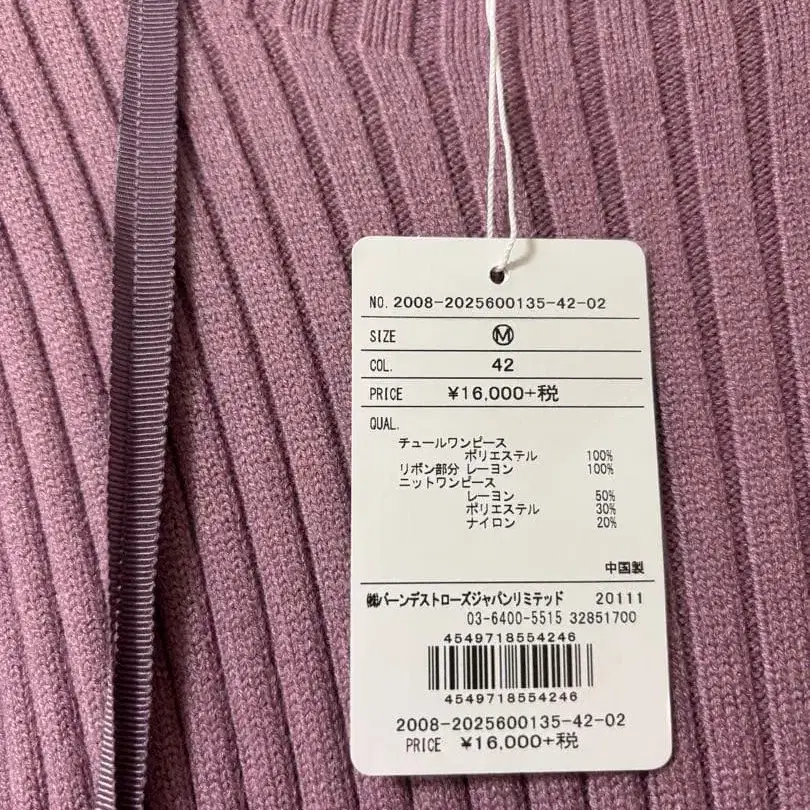 NO. 2008-2025600135-42-02
SIZE Ⓜ
COL. 42
PRICE ¥16,000+税
QUAL.
チュールワンピース
ポリエステル 100%
リボン部分 レーヨン 100%
ニットワンピース
レーヨン 50%
ポリエステル 30%
ナイロン 20%
中国製
㈱バーンデストローズジャパンリミテッド 20111
03-6400-5515 32851700
4549718554246
4549718554246
2008-2025600135-42-02
PRICE ¥16,000+税